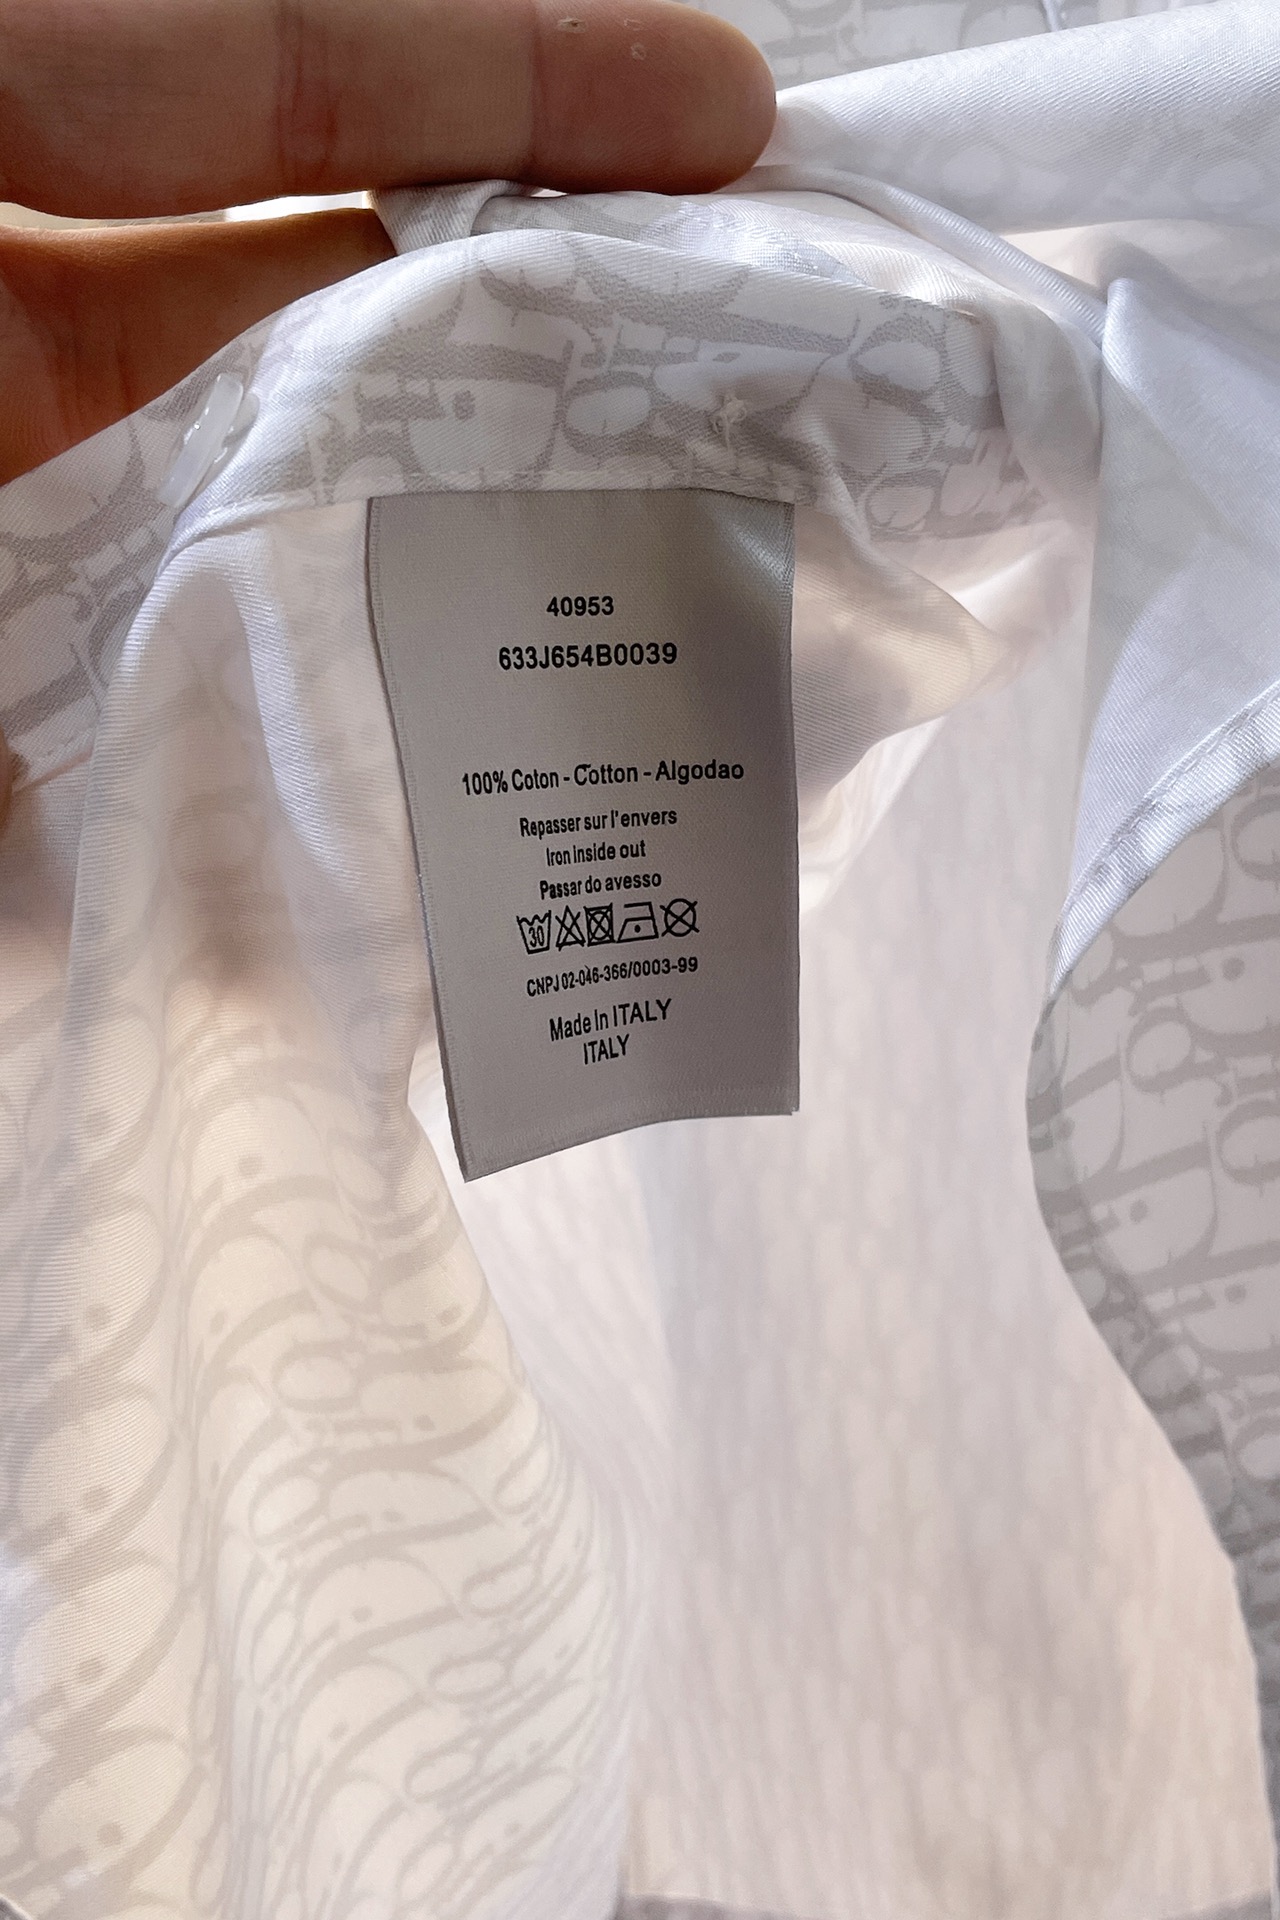 40953
633J654B0039
100% Coton - Cotton - Algodao
Repasser sur l'envers
Iron inside out
Passar do avesso
30
CNPJ 02-046-366/0003-99
Made In ITALY
ITALY